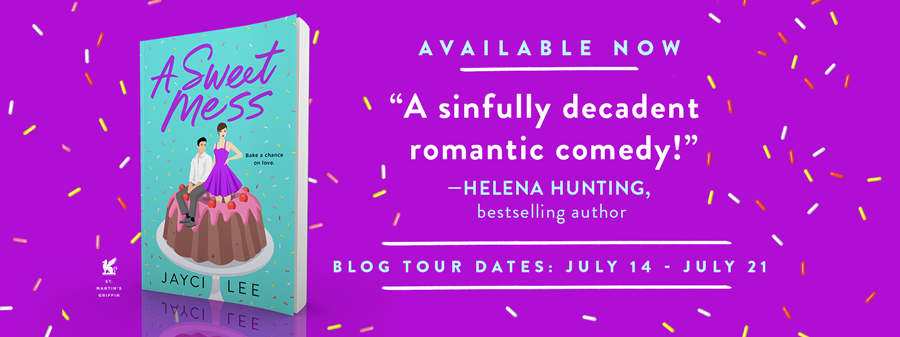 A Sweet
Mess
Bake a chance
on love.
JAYCI LEE
ST.
MARTIN'S
GRIFFIN
AVAILABLE NOW
“A sinfully decadent
romantic comedy!”
—HELENA HUNTING,
bestselling author
BLOG TOUR DATES: JULY 14 - JULY 21